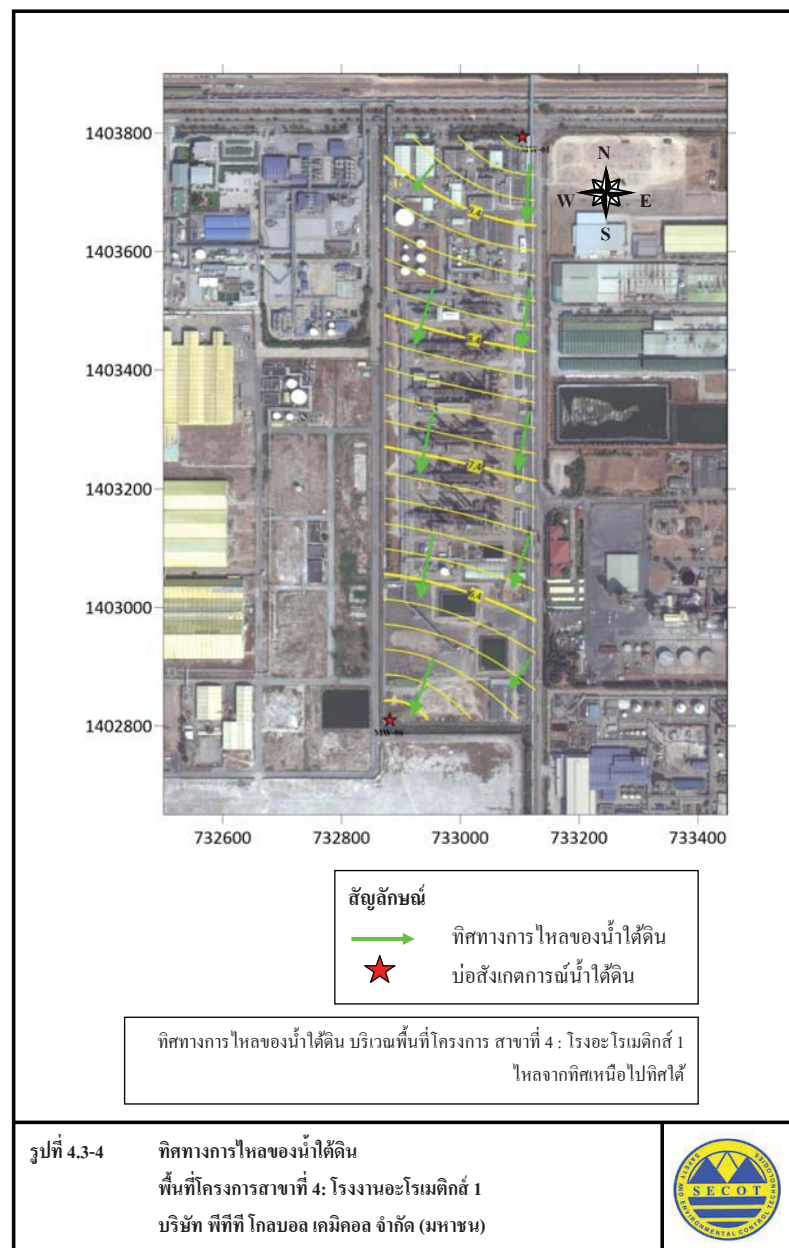 1403800
1403600
1403400
1403200
1403000
1402800
732600 732800 733000 733200 733400
N
W E
S
9.4
7.4
MW-06
สัญลักษณ์
ทิศทางการไหลของน้ำใต้ดิน
บ่อสังเกตการณ์น้ำใต้ดิน
ทิศทางการไหลของน้ำใต้ดิน บริเวณพื้นที่โครงการ สาขาที่ 4 : โรงอะโรเมติกส์ 1
ไหลจากทิศเหนือไปทิศใต้
รูปที่ 4.3-4 ทิศทางการไหลของน้ำใต้ดิน
พื้นที่โครงการสาขาที่ 4: โรงงานอะโรเมติกส์ 1
บริษัท พีทีที โกลบอล เคมิคอล จำกัด (มหาชน)
SAFETY AND ENVIRONMENTAL CONTROL TECHNOLOGIES
SECOT